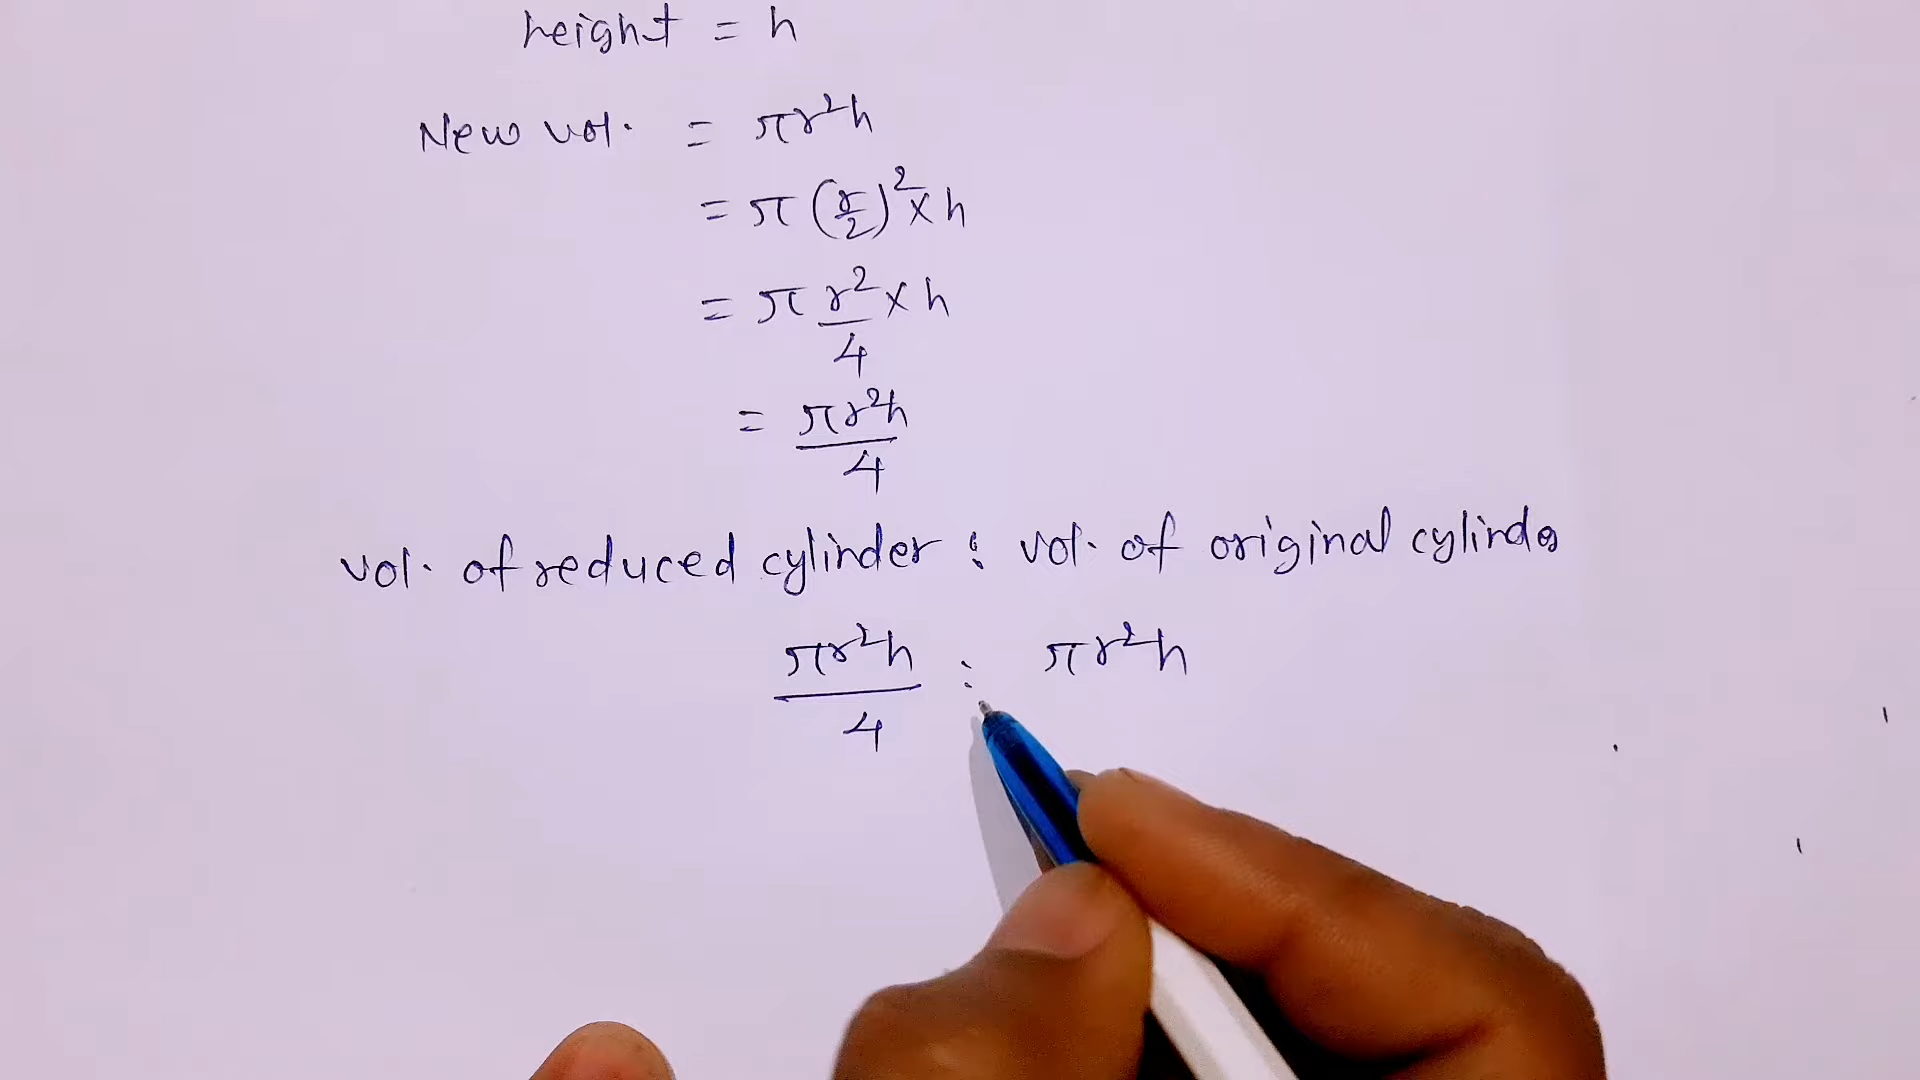 height = h
New vol. = πr²h
= π (r/2)² × h
= π r²/4 × h
= πr²h/4
vol. of reduced cylinder : vol. of original cylinde
πr²h/4 : πr²h